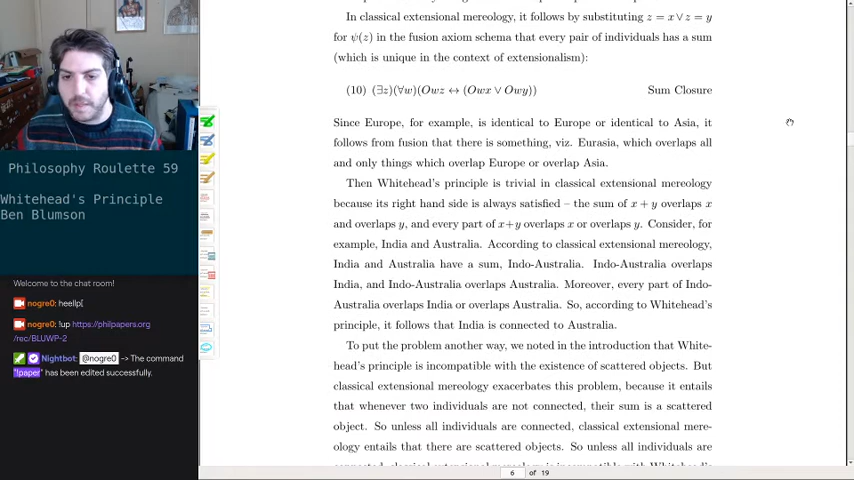 In classical extensional mereology, it follows by substituting z = x ∨ z = y
for ψ(z) in the fusion axiom schema that every pair of individuals has a sum
(which is unique in the context of extensionalism):
(10) (∃z)(∀w)(Owz ↔ (Owx ∨ Owy)) Sum Closure
Since Europe, for example, is identical to Europe or identical to Asia, it
follows from fusion that there is something, viz. Eurasia, which overlaps all
and only things which overlap Europe or overlap Asia.
Then Whitehead's principle is trivial in classical extensional mereology
because its right hand side is always satisfied – the sum of x + y overlaps x
and overlaps y, and every part of x+y overlaps x or overlaps y. Consider, for
example, India and Australia. According to classical extensional mereology,
India and Australia have a sum, Indo-Australia. Indo-Australia overlaps
India, and Indo-Australia overlaps Australia. Moreover, every part of Indo-
Australia overlaps India or overlaps Australia. So, according to Whitehead's
principle, it follows that India is connected to Australia.
To put the problem another way, we noted in the introduction that White-
head's principle is incompatible with the existence of scattered objects. But
classical extensional mereology exacerbates this problem, because it entails
that whenever two individuals are not connected, their sum is a scattered
object. So unless all individuals are connected, classical extensional mere-
ology entails that there are scattered objects. So unless all individuals are
6 of 19
Philosophy Roulette 59
Whitehead's Principle
Ben Blumson
Welcome to the chat room!
nogre0: heellp[
nogre0: !up https://philpapers.org
/rec/BLUWP-2
Nightbot: @nogre0 -> The command
"!paper" has been edited successfully.